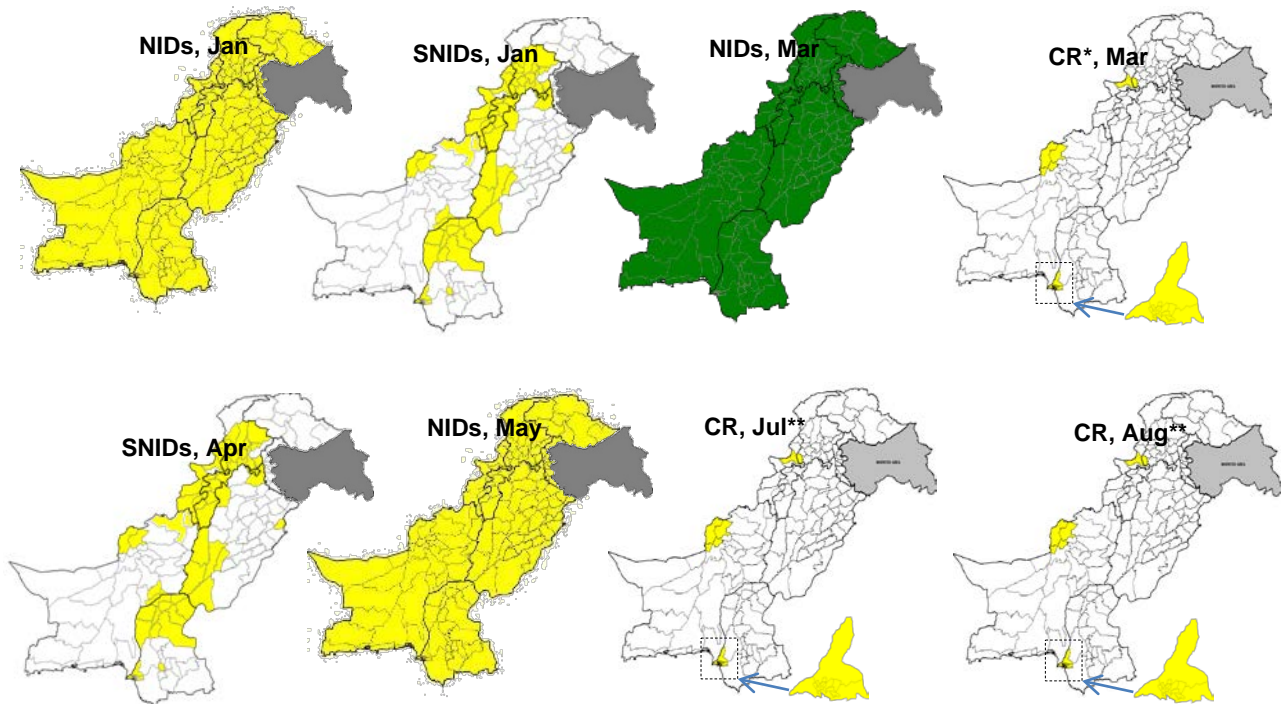 NIDs, Jan
SNIDs, Jan
NIDs, Mar
CR*, Mar
SNIDs, Apr
NIDs, May
CR, Jul**
CR, Aug**